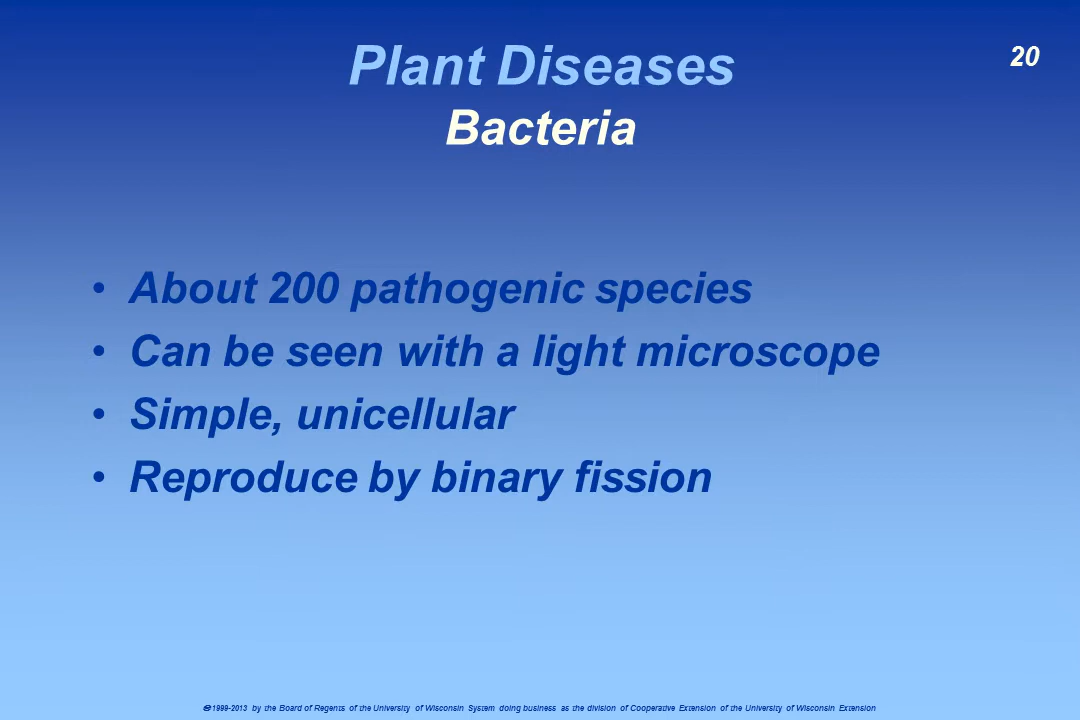 Plant Diseases
20
Bacteria
• About 200 pathogenic species
• Can be seen with a light microscope
• Simple, unicellular
• Reproduce by binary fission
©1999-2013 by the Board of Regents of the University of Wisconsin System doing business as the division of Cooperative Extension of the University of Wisconsin Extension